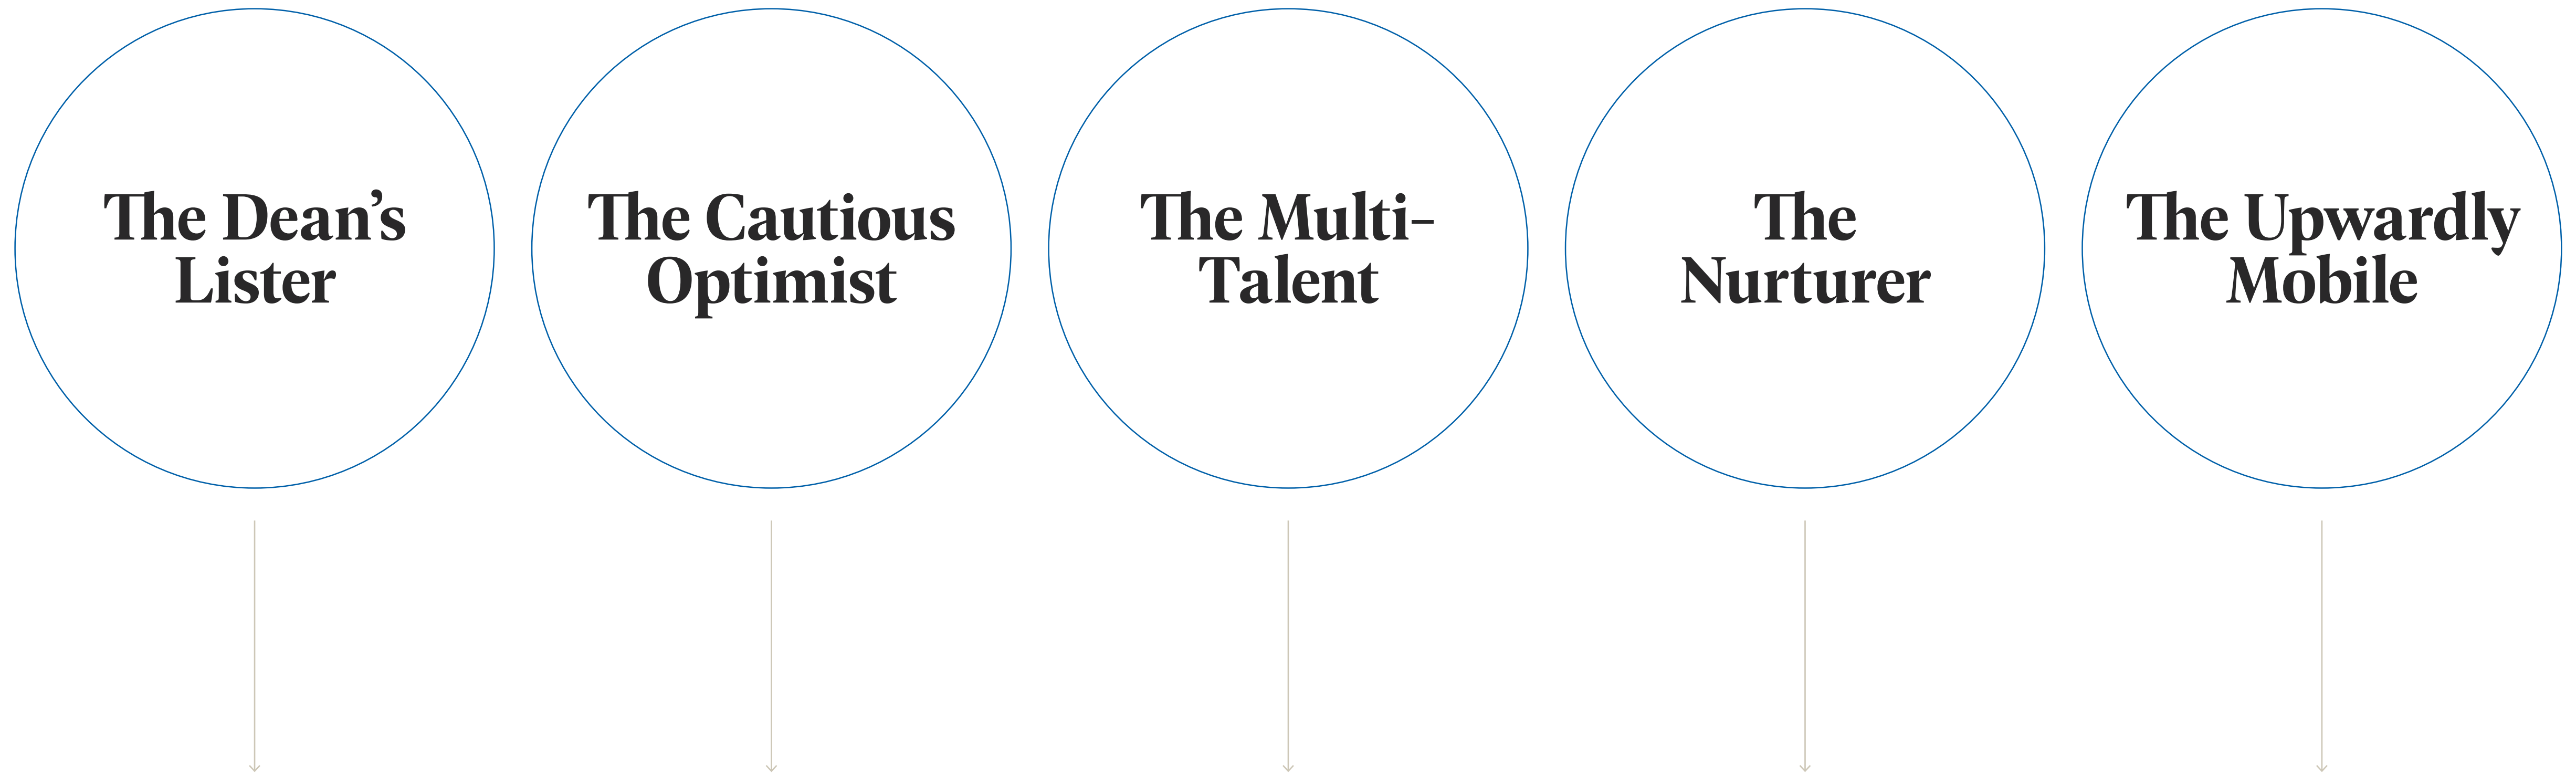 The Dean’s
Lister
The Cautious
Optimist
The Multi–
Talent
The
Nurturer
The Upwardly
Mobile